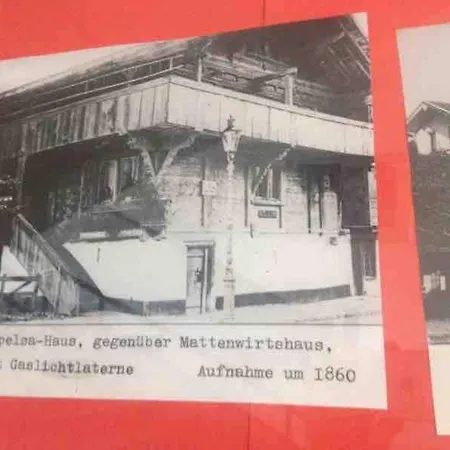 pelsa-Haus, gegenüber Mattenwirtshaus,
Gaslichtlaterne Aufnahme um 1860